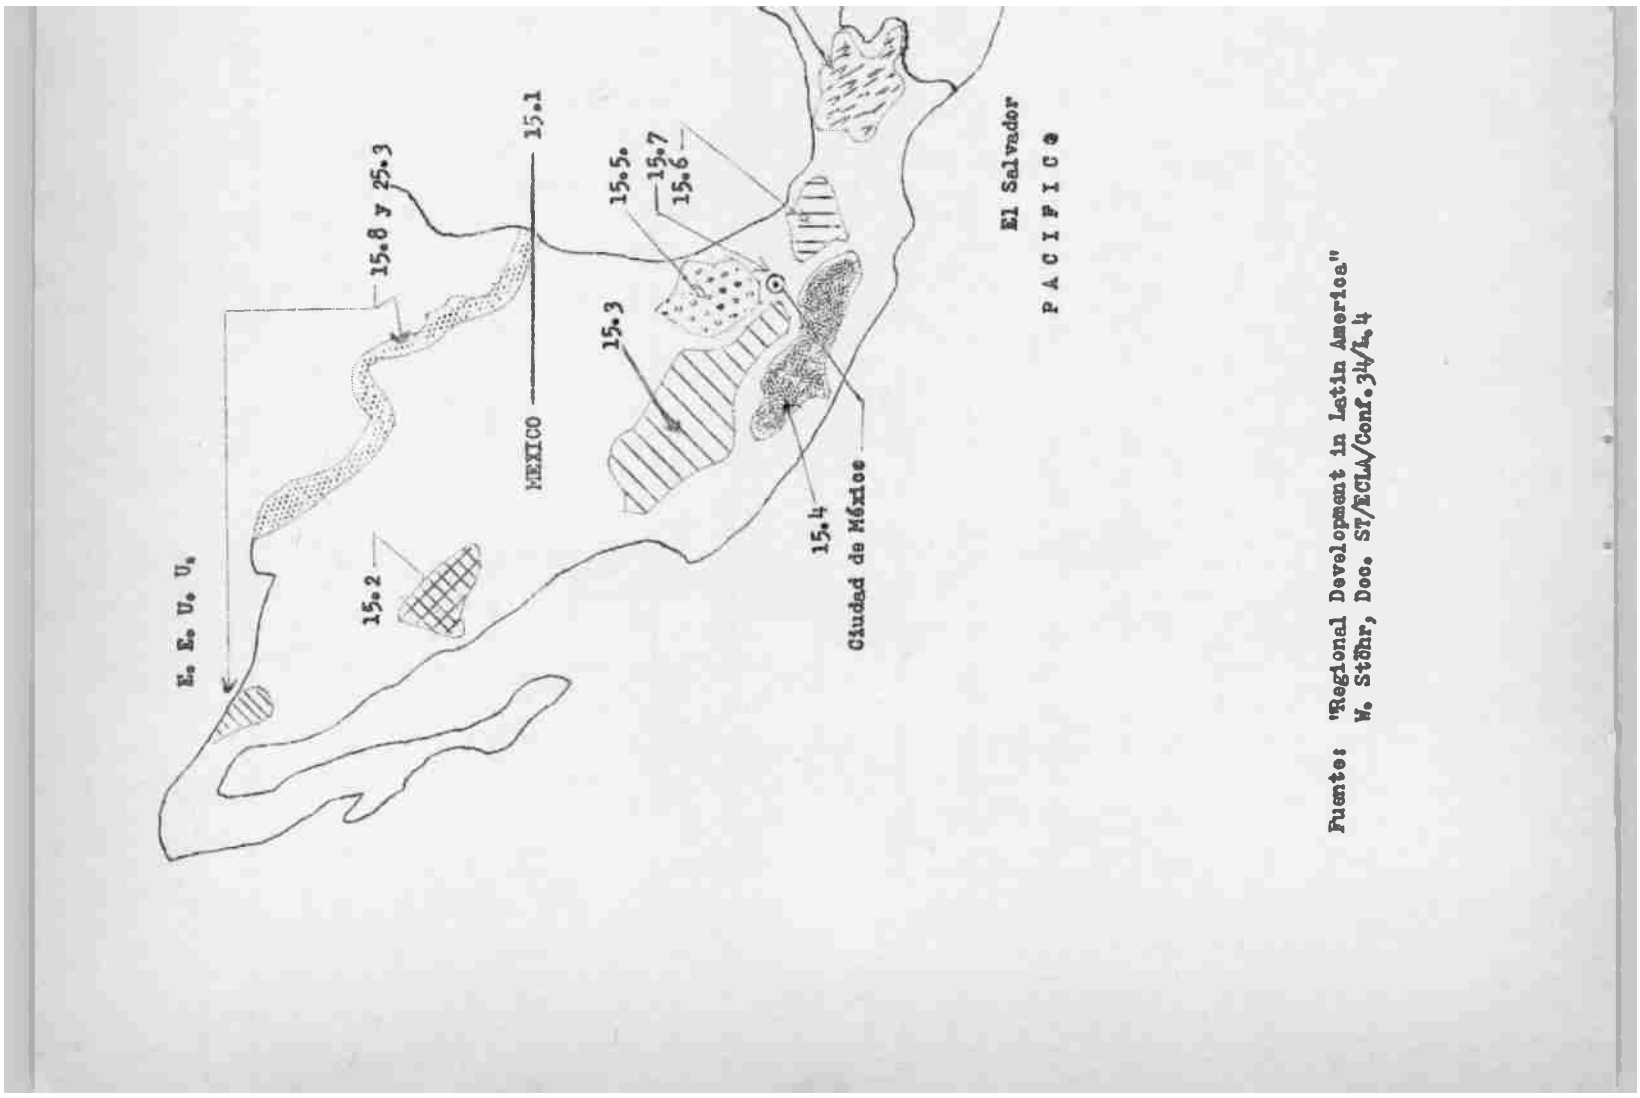 E. E. U. U.
15.8 y 25.3
15.2
MEXICO 15.1
15.5.
15.7
15.6
15.3
15.4
Ciudad de México
El Salvador
PACIFICO
Fuente: "Regional Development in Latin America"
W. Stöhr, Doc. ST/ECLA/Conf.34/L.4